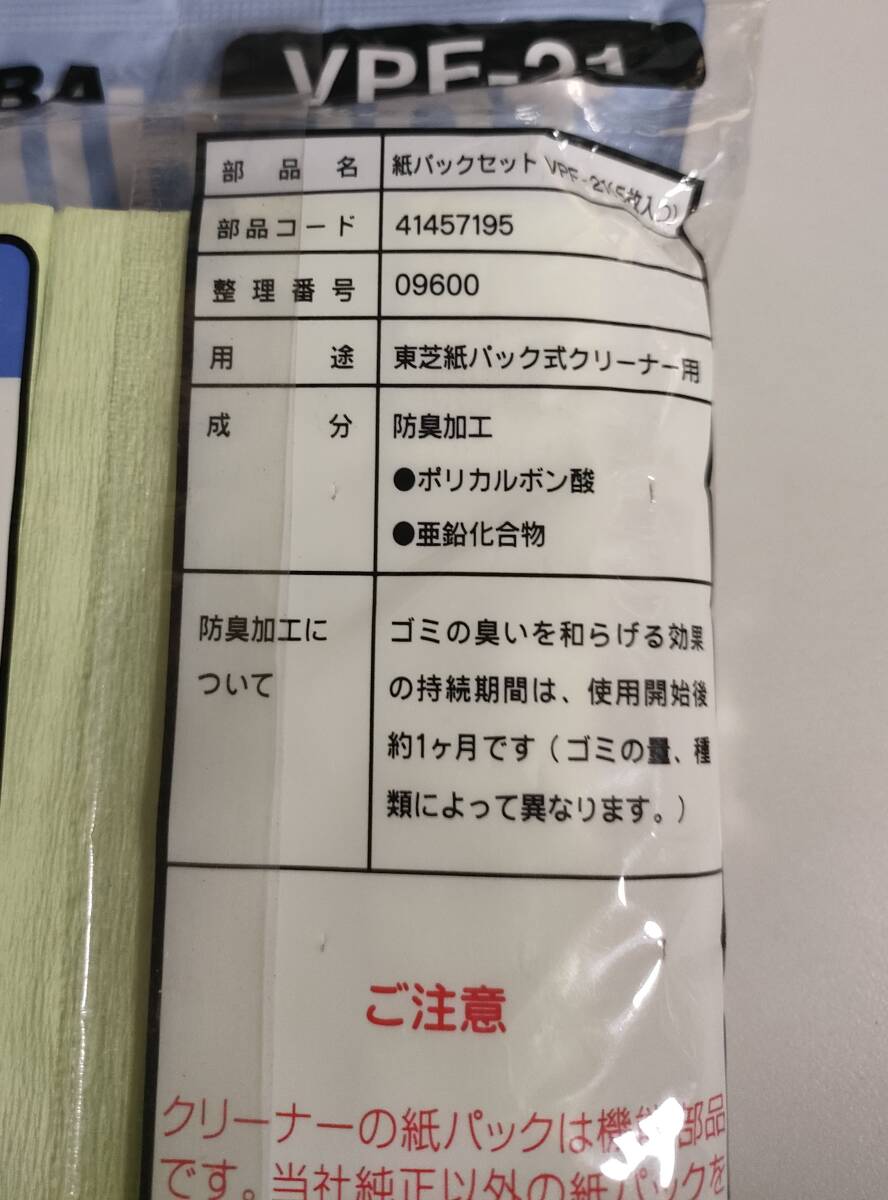 BA
VPF-21
部品名 紙パックセット
部品コード 41457195
整理番号 09600
用途 東芝紙パック式クリーナー用
成分 防臭加工
●ポリカルボン酸
●亜鉛化合物
防臭加工に
ついて
ゴミの臭いを和らげる効果
の持続期間は、使用開始後
約1ヶ月です(ゴミの量、種
類によって異なります。)
ご注意
クリーナーの紙パックは機能部品
です。当社純正以外の紙パックを